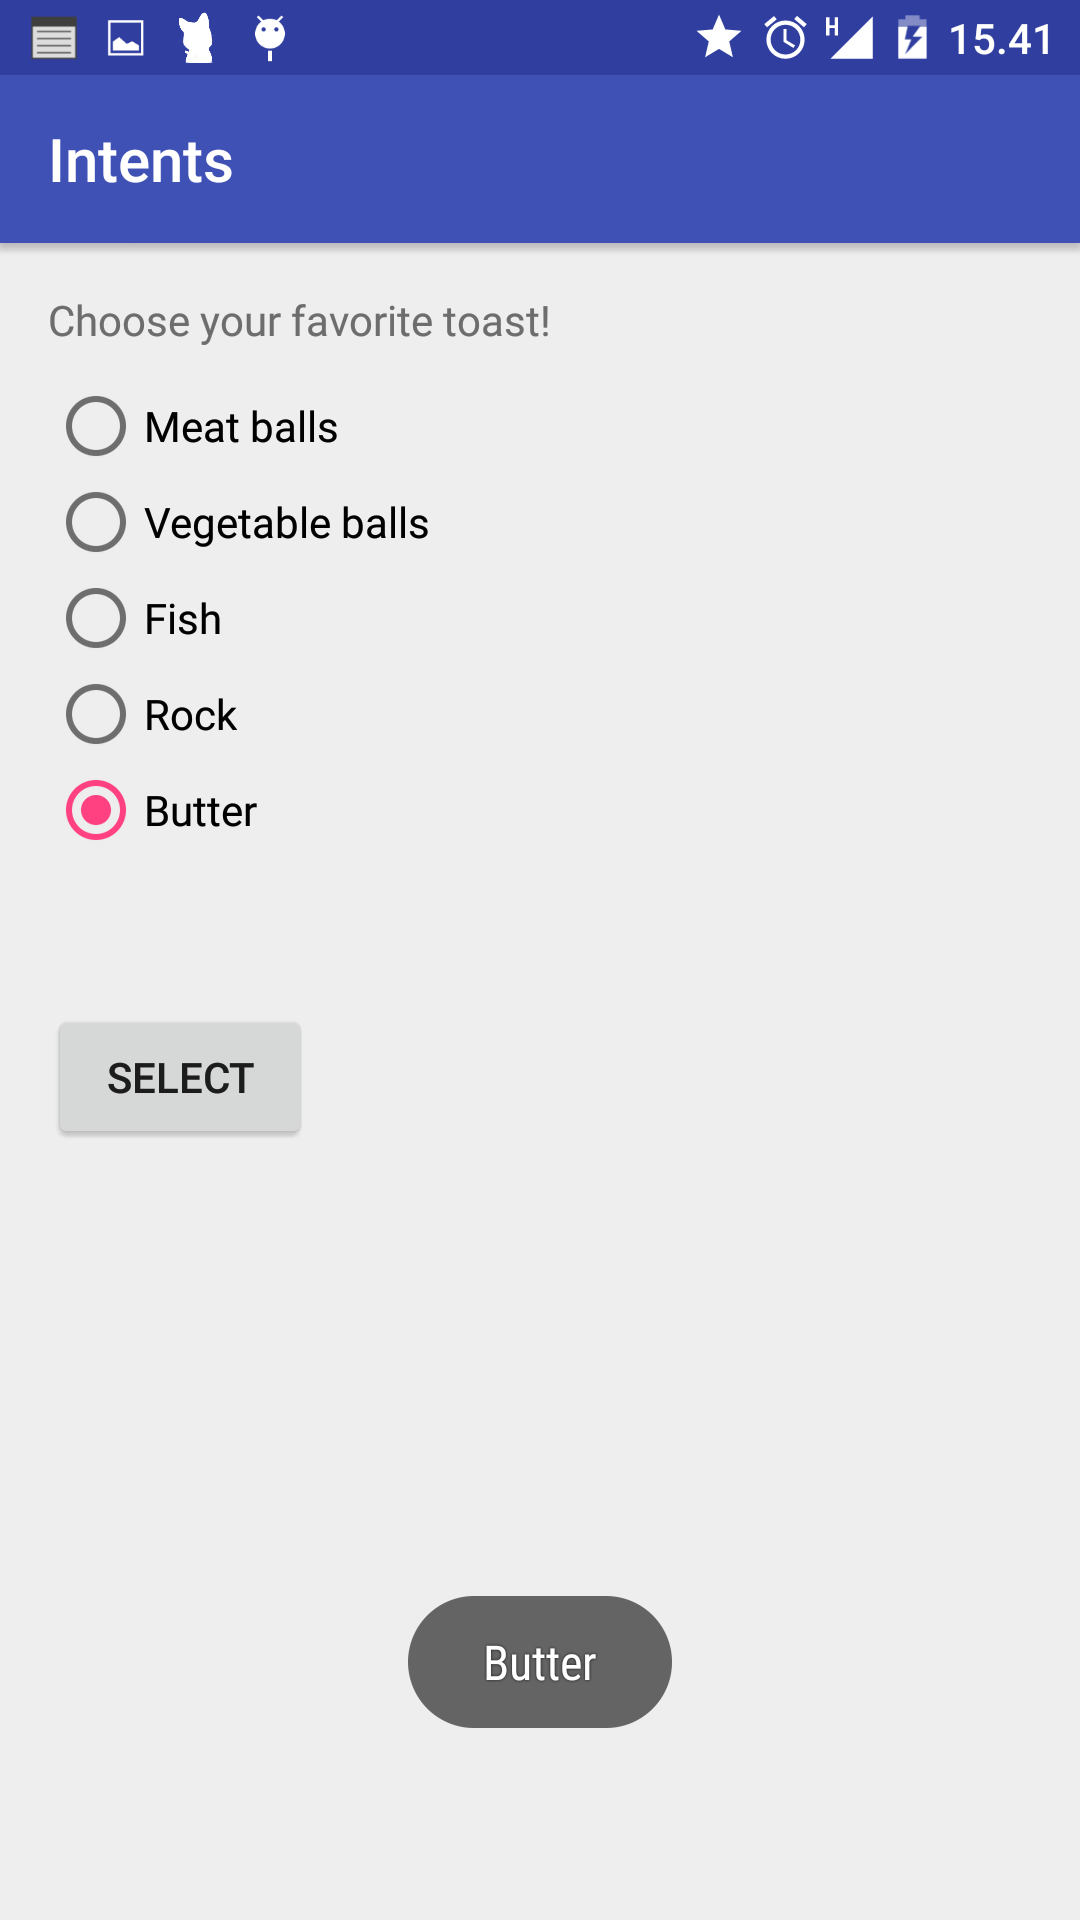 H 15.41
Intents
Choose your favorite toast!
Meat balls
Vegetable balls
Fish
Rock
Butter
SELECT
Butter